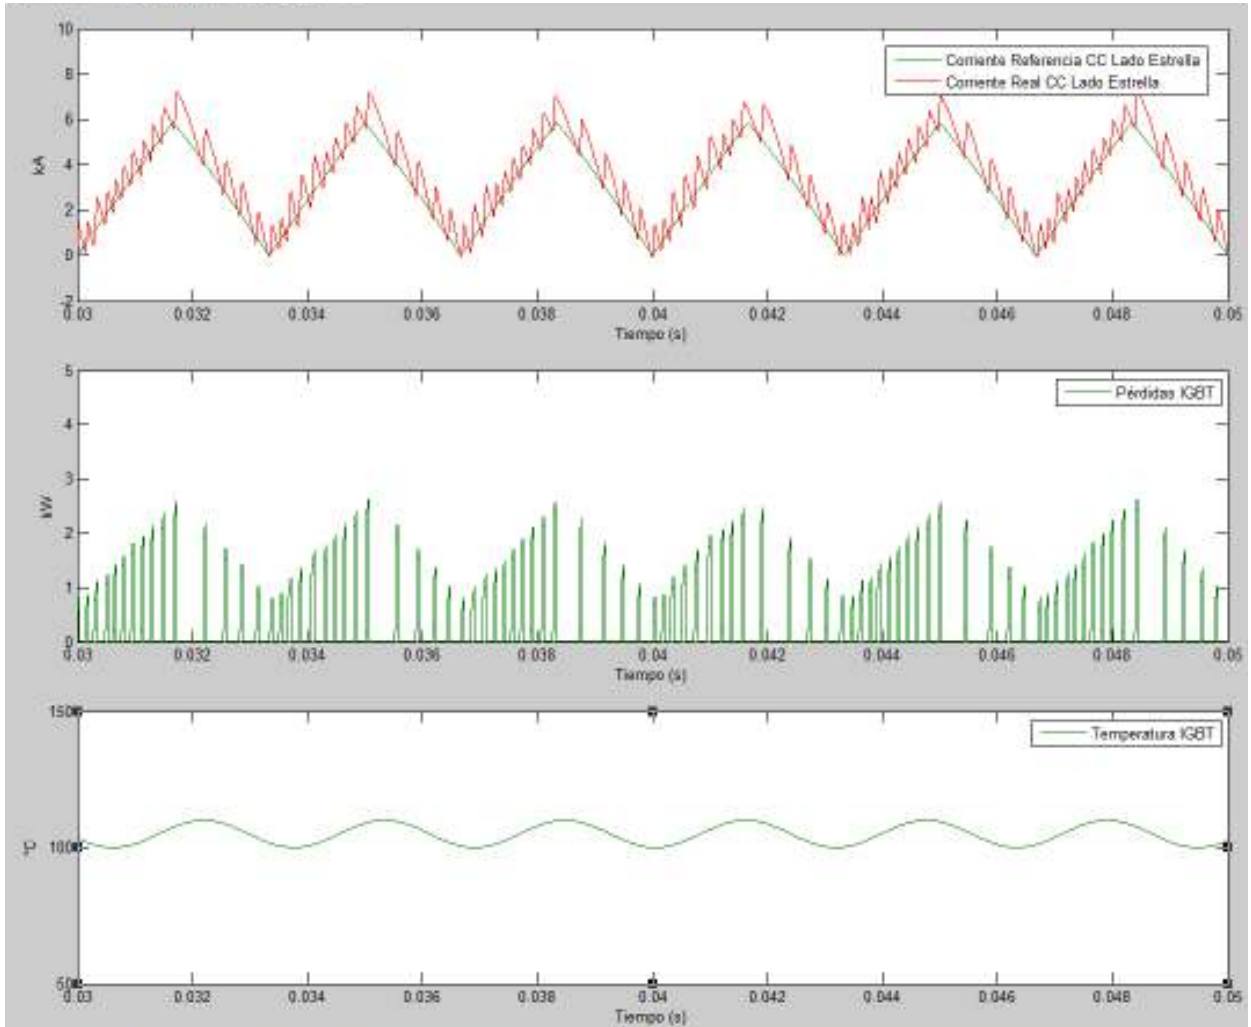 10
8
6
4
2
0
-2
kA
Corriente Referencia CC Lado Estrella
Corriente Real CC Lado Estrella
0.03 0.032 0.034 0.036 0.038 0.04 0.042 0.044 0.046 0.048 0.05
Tiempo (s)
5
4
3
2
1
0
kW
Pérdidas IGBT
0.03 0.032 0.034 0.036 0.038 0.04 0.042 0.044 0.046 0.048 0.05
Tiempo (s)
150
100
50
°C
Temperatura IGBT
0.03 0.032 0.034 0.036 0.038 0.04 0.042 0.044 0.046 0.048 0.05
Tiempo (s)